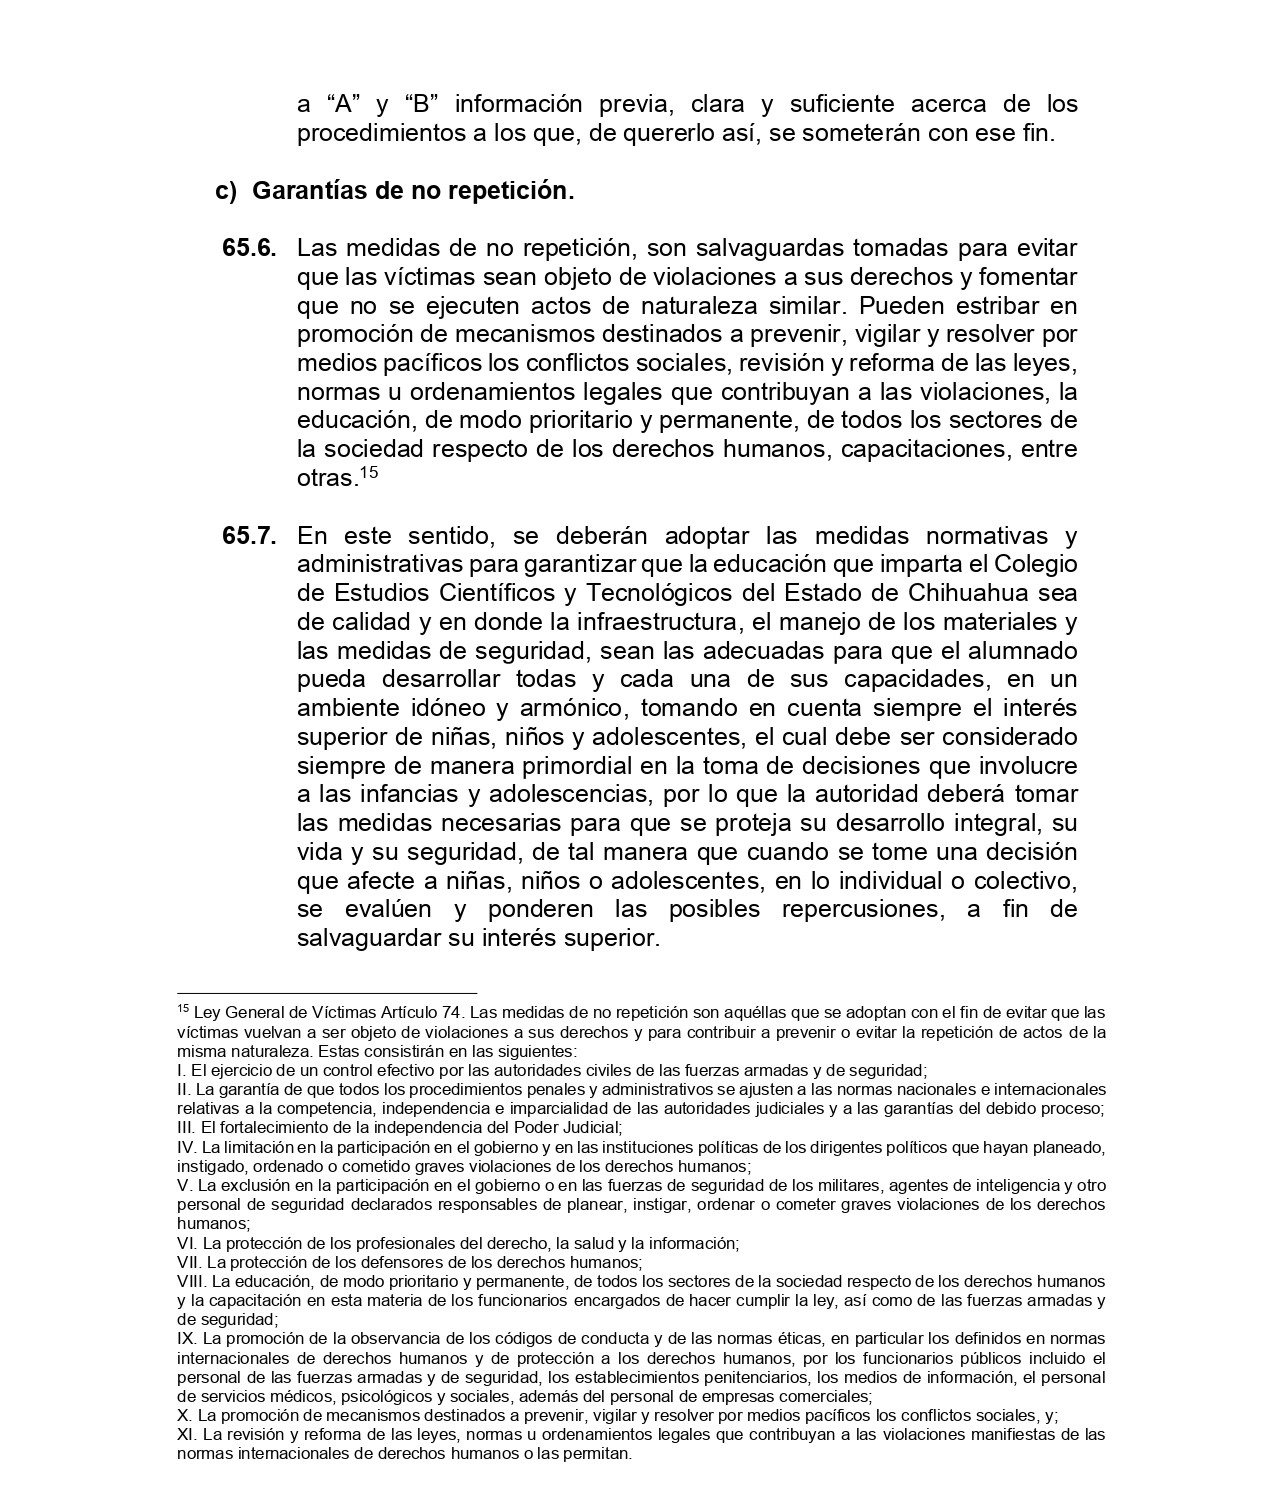 a “A” y “B” información previa, clara y suficiente acerca de los
procedimientos a los que, de quererlo así, se someterán con ese fin.
c) Garantías de no repetición.
65.6. Las medidas de no repetición, son salvaguardas tomadas para evitar
que las víctimas sean objeto de violaciones a sus derechos y fomentar
que no se ejecuten actos de naturaleza similar. Pueden estribar en
promoción de mecanismos destinados a prevenir, vigilar y resolver por
medios pacíficos los conflictos sociales, revisión y reforma de las leyes,
normas u ordenamientos legales que contribuyan a las violaciones, la
educación, de modo prioritario y permanente, de todos los sectores de
la sociedad respecto de los derechos humanos, capacitaciones, entre
otras.15
65.7. En este sentido, se deberán adoptar las medidas normativas y
administrativas para garantizar que la educación que imparta el Colegio
de Estudios Científicos y Tecnológicos del Estado de Chihuahua sea
de calidad y en donde la infraestructura, el manejo de los materiales y
las medidas de seguridad, sean las adecuadas para que el alumnado
pueda desarrollar todas y cada una de sus capacidades, en un
ambiente idóneo y armónico, tomando en cuenta siempre el interés
superior de niñas, niños y adolescentes, el cual debe ser considerado
siempre de manera primordial en la toma de decisiones que involucre
a las infancias y adolescencias, por lo que la autoridad deberá tomar
las medidas necesarias para que se proteja su desarrollo integral, su
vida y su seguridad, de tal manera que cuando se tome una decisión
que afecte a niñas, niños o adolescentes, en lo individual o colectivo,
se evalúen y ponderen las posibles repercusiones, a fin de
salvaguardar su interés superior.
15 Ley General de Víctimas Artículo 74. Las medidas de no repetición son aquéllas que se adoptan con el fin de evitar que las
víctimas vuelvan a ser objeto de violaciones a sus derechos y para contribuir a prevenir o evitar la repetición de actos de la
misma naturaleza. Estas consistirán en las siguientes:
I. El ejercicio de un control efectivo por las autoridades civiles de las fuerzas armadas y de seguridad;
II. La garantía de que todos los procedimientos penales y administrativos se ajusten a las normas nacionales e internacionales
relativas a la competencia, independencia e imparcialidad de las autoridades judiciales y a las garantías del debido proceso;
III. El fortalecimiento de la independencia del Poder Judicial;
IV. La limitación en la participación en el gobierno y en las instituciones políticas de los dirigentes políticos que hayan planeado,
instigado, ordenado o cometido graves violaciones de los derechos humanos;
V. La exclusión en la participación en el gobierno o en las fuerzas de seguridad de los militares, agentes de inteligencia y otro
personal de seguridad declarados responsables de planear, instigar, ordenar o cometer graves violaciones de los derechos
humanos;
VI. La protección de los profesionales del derecho, la salud y la información;
VII. La protección de los defensores de los derechos humanos;
VIII. La educación, de modo prioritario y permanente, de todos los sectores de la sociedad respecto de los derechos humanos
y la capacitación en esta materia de los funcionarios encargados de hacer cumplir la ley, así como de las fuerzas armadas y
de seguridad;
IX. La promoción de la observancia de los códigos de conducta y de las normas éticas, en particular los definidos en normas
internacionales de derechos humanos y de protección a los derechos humanos, por los funcionarios públicos incluido el
personal de las fuerzas armadas y de seguridad, los establecimientos penitenciarios, los medios de información, el personal
de servicios médicos, psicológicos y sociales, además del personal de empresas comerciales;
X. La promoción de mecanismos destinados a prevenir, vigilar y resolver por medios pacíficos los conflictos sociales, y;
XI. La revisión y reforma de las leyes, normas u ordenamientos legales que contribuyan a las violaciones manifiestas de las
normas internacionales de derechos humanos o las permitan.